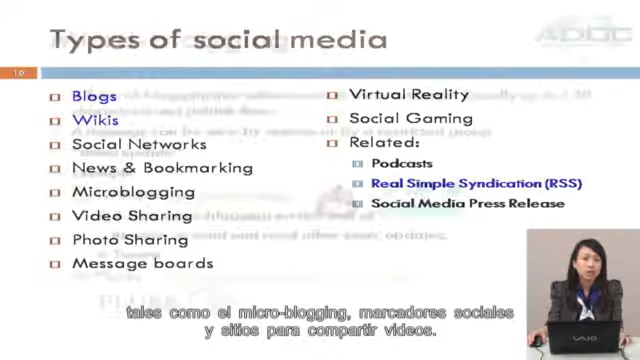 Types of social media
ADCC
10
Blogs
Wikis
Social Networks
News & Bookmarking
Microblogging
Video Sharing
Photo Sharing
Message boards
Virtual Reality
Social Gaming
Related:
Podcasts
Real Simple Syndication (RSS)
Social Media Press Release
VAIO
tales como el micro-blogging, marcadores sociales
y sitios para compartir videos.